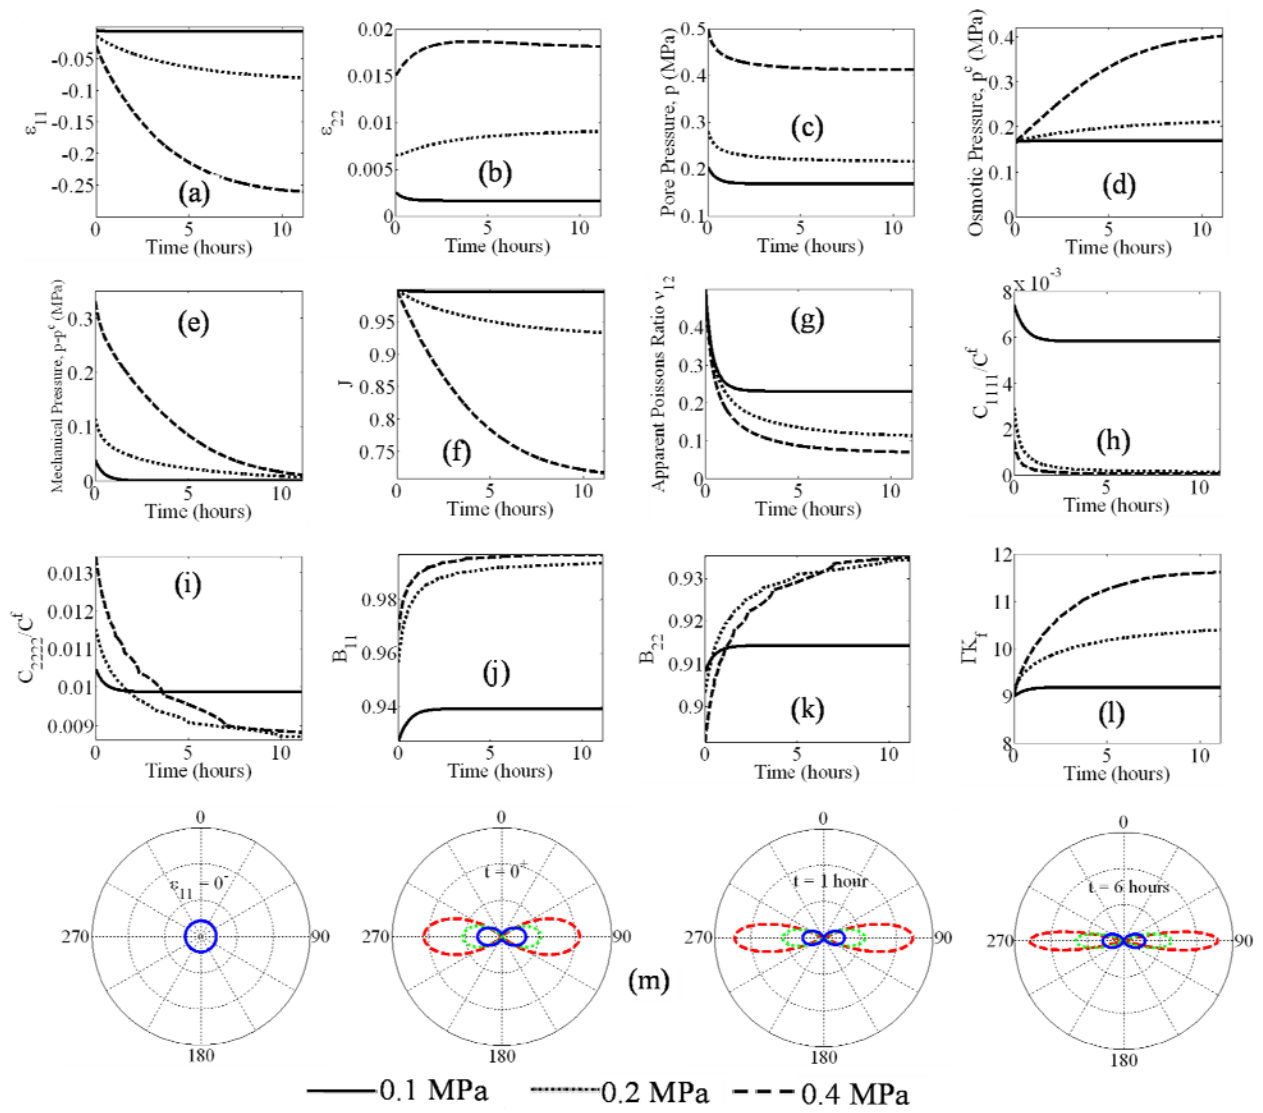 ε11
-0.05
-0.1
-0.15
-0.2
-0.25
(a)
0 5 10
Time (hours)
ε22
0.02
0.015
0.01
0.005
0
(b)
0 5 10
Time (hours)
Pore Pressure, p (MPa)
0.5
0.4
0.3
0.2
0.1
(c)
0 5 10
Time (hours)
Osmotic Pressure, pc (MPa)
0.4
0.3
0.2
0.1
0
(d)
0 5 10
Time (hours)
Mechanical Pressure, p-pc (MPa)
0.3
0.2
0.1
0
(e)
0 5 10
Time (hours)
J
0.95
0.9
0.85
0.8
0.75
(f)
0 5 10
Time (hours)
Apparent Poissons Ratio ν12
0.4
0.3
0.2
0.1
0
(g)
0 5 10
Time (hours)
C1111/Cf
x 10-3
8
6
4
2
0
(h)
0 5 10
Time (hours)
C2222/Cf
0.013
0.012
0.011
0.01
0.009
(i)
0 5 10
Time (hours)
B11
0.98
0.96
0.94
(j)
0 5 10
Time (hours)
B22
0.93
0.92
0.91
0.9
(k)
0 5 10
Time (hours)
ΓKf
12
11
10
9
8
(l)
0 5 10
Time (hours)
0
ε11 = 0-
270 90
180
0
t = 0+
270 90
180
(m)
0
t = 1 hour
270 90
180
0
t = 6 hours
270 90
180
0.1 MPa 0.2 MPa 0.4 MPa